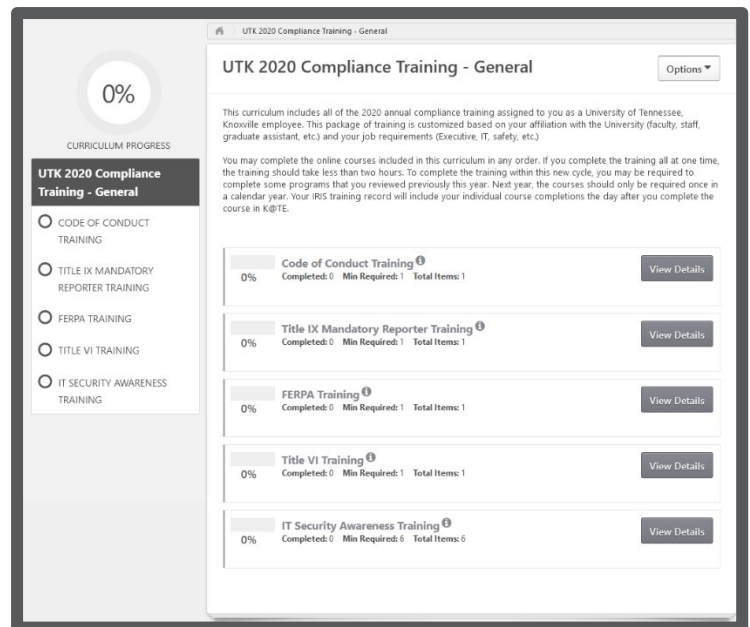 UTK 2020 Compliance Training - General
0%
CURRICULUM PROGRESS
UTK 2020 Compliance
Training - General
CODE OF CONDUCT
TRAINING
TITLE IX MANDATORY
REPORTER TRAINING
FERPA TRAINING
TITLE VI TRAINING
IT SECURITY AWARENESS
TRAINING
UTK 2020 Compliance Training - General
Options
This curriculum includes all of the 2020 annual compliance training assigned to you as a University of Tennessee,
Knoxville employee. This package of training is customized based on your affiliation with the University (faculty, staff,
graduate assistant, etc.) and your job requirements (Executive, IT, safety, etc.)
You may complete the online courses included in this curriculum in any order. If you complete the training all at one time,
the training should take less than two hours. To complete the training within this new cycle, you may be required to
complete some programs that you reviewed previously this year. Next year, the courses should only be required once in
a calendar year. Your IRIS training record will include your individual course completions the day after you complete the
course in K@TE.
Code of Conduct Training
0% Completed: 0 Min Required: 1 Total Items: 1
View Details
Title IX Mandatory Reporter Training
0% Completed: 0 Min Required: 1 Total Items: 1
View Details
FERPA Training
0% Completed: 0 Min Required: 1 Total Items: 1
View Details
Title VI Training
0% Completed: 0 Min Required: 1 Total Items: 1
View Details
IT Security Awareness Training
0% Completed: 0 Min Required: 6 Total Items: 6
View Details